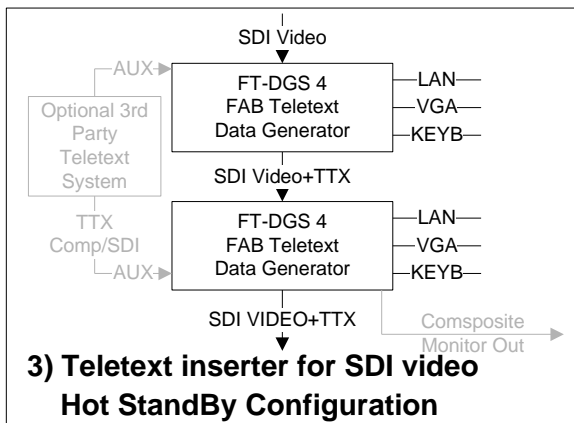 SDI Video
AUX
FT-DGS 4
FAB Teletext
Data Generator
LAN
VGA
KEYB
Optional 3rd
Party
Teletext
System
SDI Video+TTX
TTX
Comp/SDI
AUX
FT-DGS 4
FAB Teletext
Data Generator
LAN
VGA
KEYB
SDI VIDEO+TTX
Comsposite
Monitor Out
3) Teletext inserter for SDI video
Hot StandBy Configuration